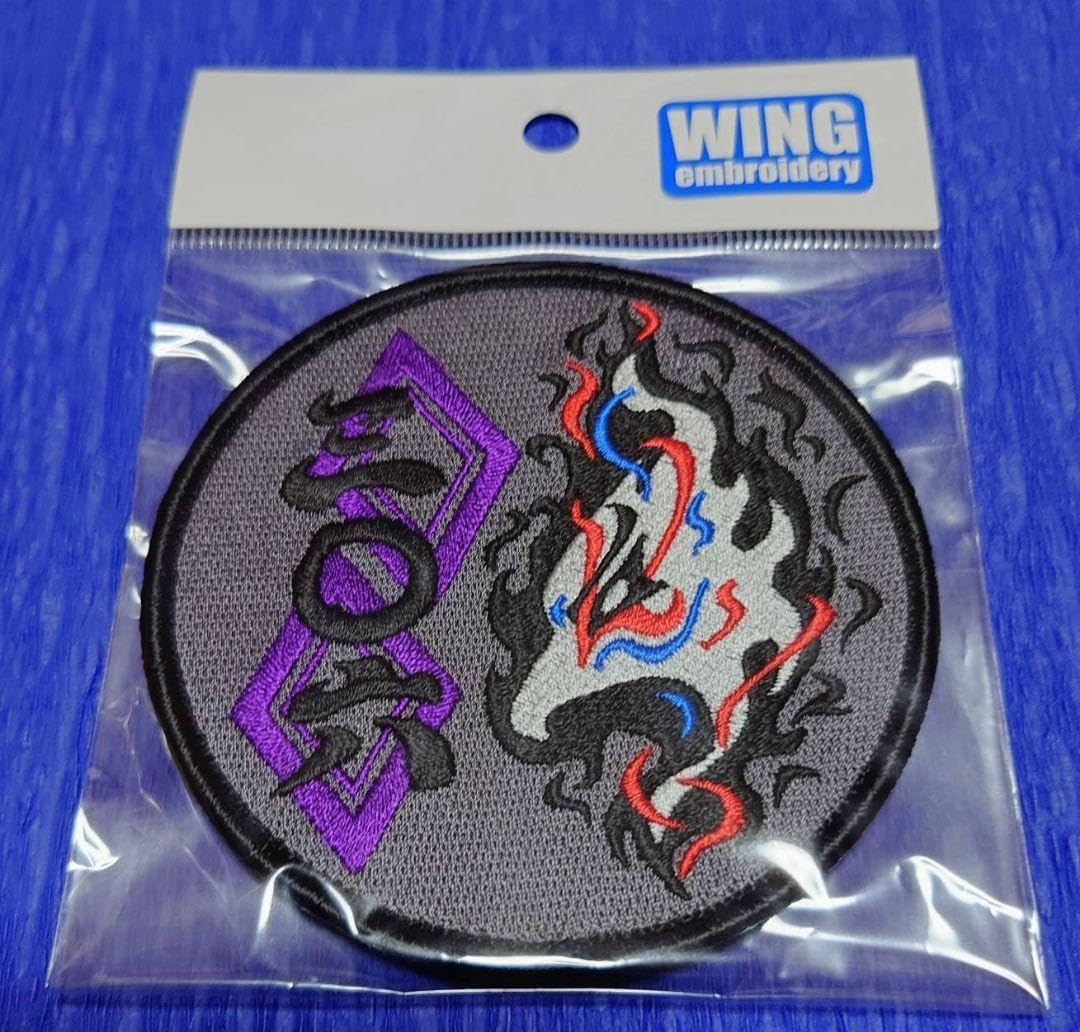 WING
embroidery
三〇六